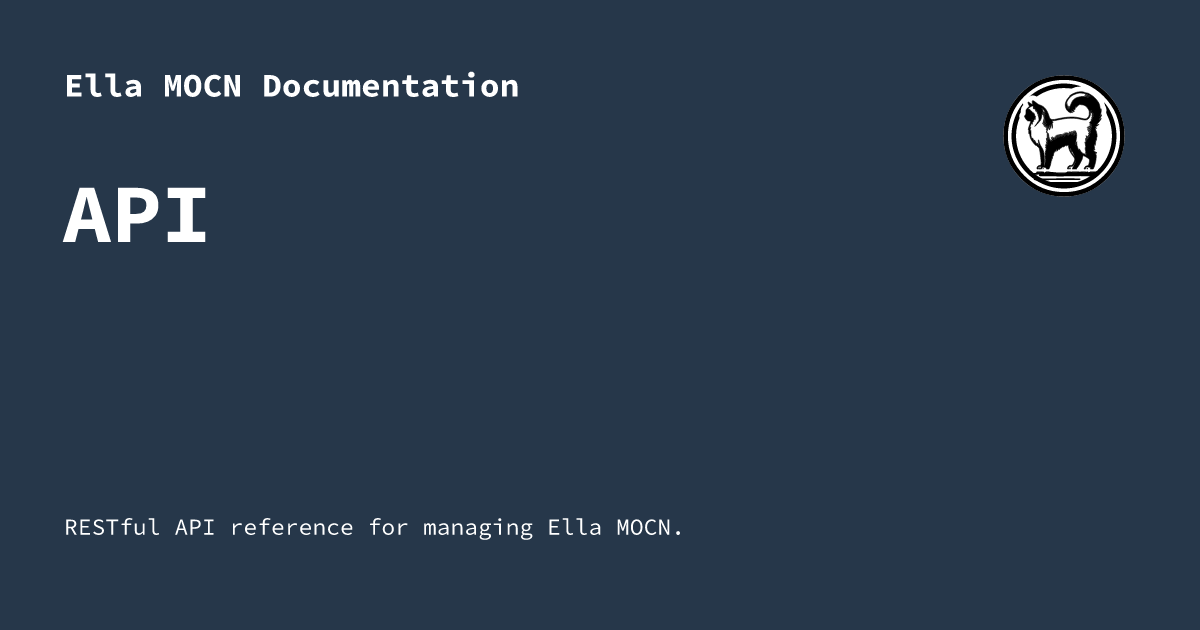 Ella MOCN Documentation
API
RESTful API reference for managing Ella MOCN.